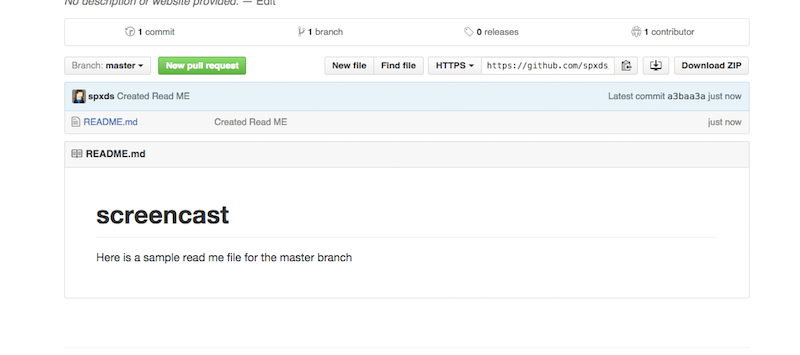 No description or website provided. — Edit
1 commit 1 branch 0 releases 1 contributor
Branch: master New pull request New file Find file HTTPS https://github.com/spxds Download ZIP
spxds Created Read ME Latest commit a3baa3a just now
README.md Created Read ME just now
README.md
screencast
Here is a sample read me file for the master branch